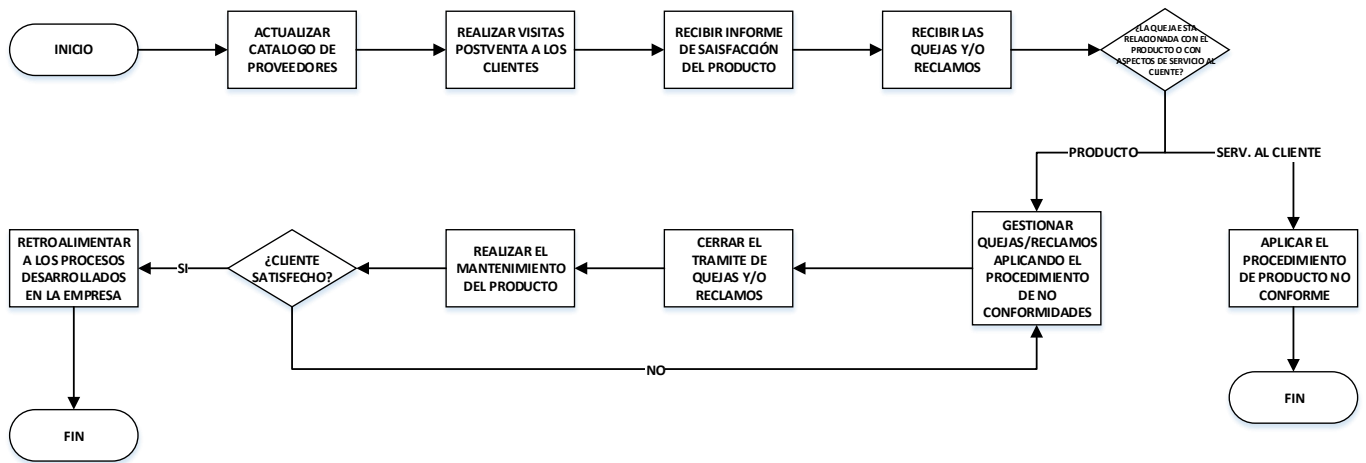 INICIO
ACTUALIZAR
CATALOGO DE
PROVEEDORES
REALIZAR VISITAS
POSTVENTA A LOS
CLIENTES
RECIBIR INFORME
DE SAISFACCIÓN
DEL PRODUCTO
RECIBIR LAS
QUEJAS Y/O
RECLAMOS
¿LA QUEJA ESTA
RELACIONADA CON EL
PRODUCTO O CON
ASPECTOS DE SERVICIO AL
CLIENTE?
PRODUCTO
SERV. AL CLIENTE
RETROALIMENTAR
A LOS PROCESOS
DESARROLLADOS
EN LA EMPRESA
SI
¿CLIENTE
SATISFECHO?
REALIZAR EL
MANTENIMIENTO
DEL PRODUCTO
CERRAR EL
TRAMITE DE
QUEJAS Y/O
RECLAMOS
GESTIONAR
QUEJAS/RECLAMOS
APLICANDO EL
PROCEDIMIENTO
DE NO
CONFORMIDADES
APLICAR EL
PROCEDIMIENTO
DE PRODUCTO NO
CONFORME
NO
FIN
FIN